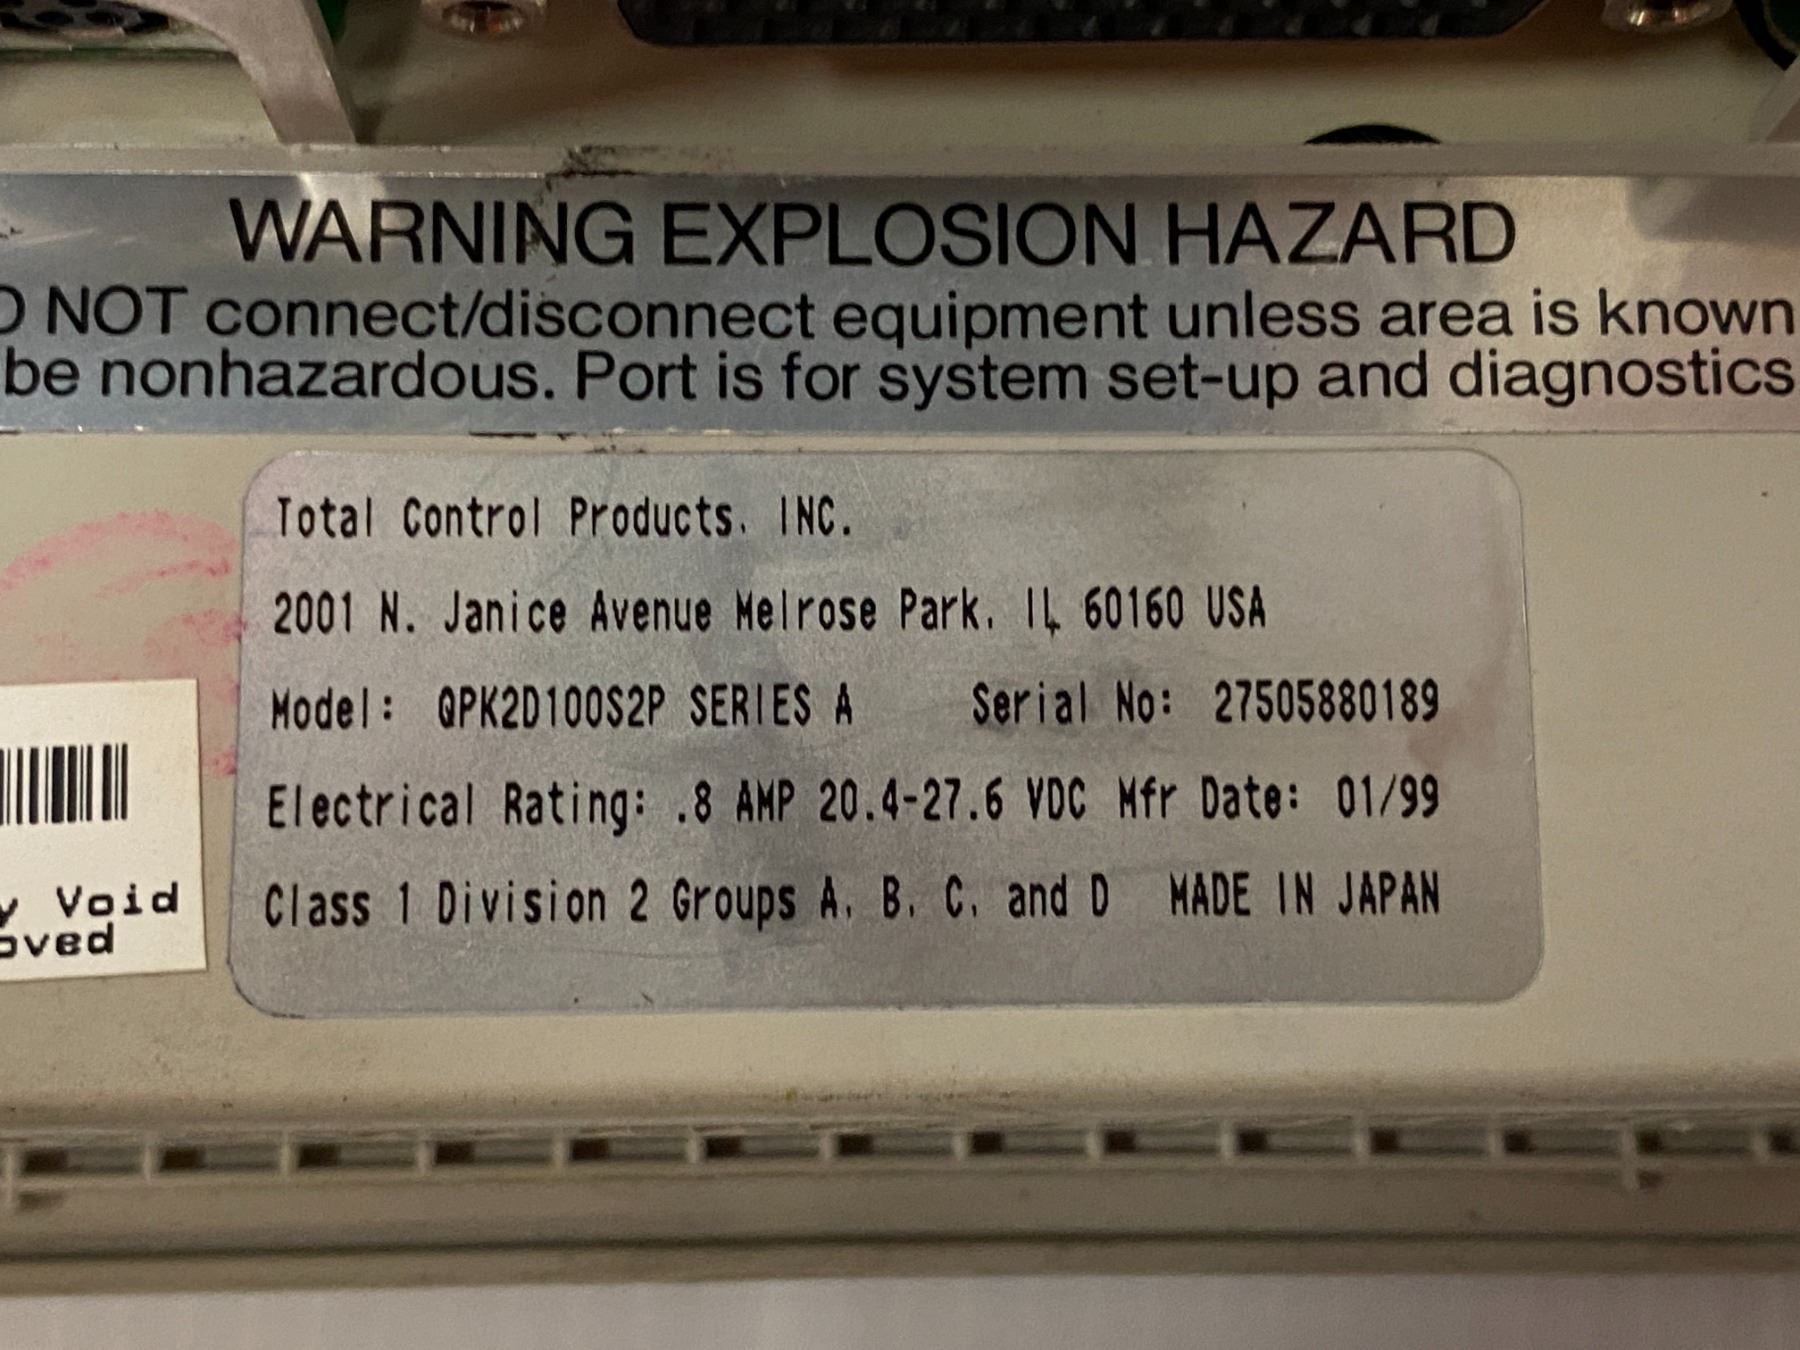 WARNING EXPLOSION HAZARD
NOT connect/disconnect equipment unless area is known
be nonhazardous. Port is for system set-up and diagnostics
Total Control Products, INC.
2001 N. Janice Avenue Melrose Park, IL 60160 USA
Model: QPK2D100S2P SERIES A Serial No: 27505880189
Electrical Rating: .8 AMP 20.4-27.6 VDC Mfr Date: 01/99
Class 1 Division 2 Groups A, B, C, and D MADE IN JAPAN
Void